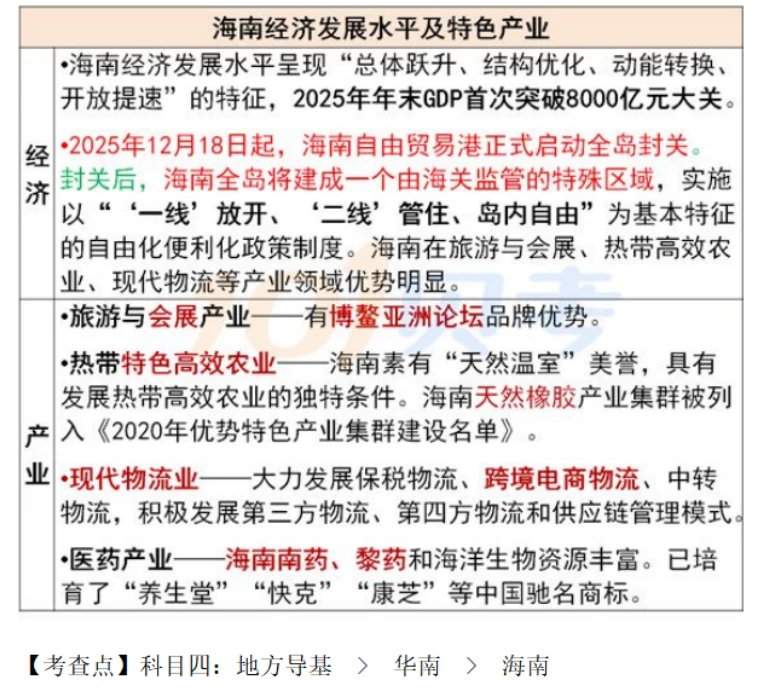 海南经济发展水平及特色产业
经济
•海南经济发展水平呈现“总体跃升、结构优化、动能转换、
开放提速”的特征，2025年年末GDP首次突破8000亿元大关。
•2025年12月18日起，海南自由贸易港正式启动全岛封关。
封关后，海南全岛将建成一个由海关监管的特殊区域，实施
以“‘一线’放开、‘二线’管住、岛内自由”为基本特征
的自由化便利化政策制度。海南在旅游与会展、热带高效农
业、现代物流等产业领域优势明显。
产业
•旅游与会展产业——有博鳌亚洲论坛品牌优势。
•热带特色高效农业——海南素有“天然温室”美誉，具有
发展热带高效农业的独特条件。海南天然橡胶产业集群被列
入《2020年优势特色产业集群建设名单》。
•现代物流业——大力发展保税物流、跨境电商物流、中转
物流，积极发展第三方物流、第四方物流和供应链管理模式。
•医药产业——海南南药、黎药和海洋生物资源丰富。已培
育了“养生堂”“快克”“康芝”等中国驰名商标。
101贝考
【考查点】科目四：地方导基 > 华南 > 海南